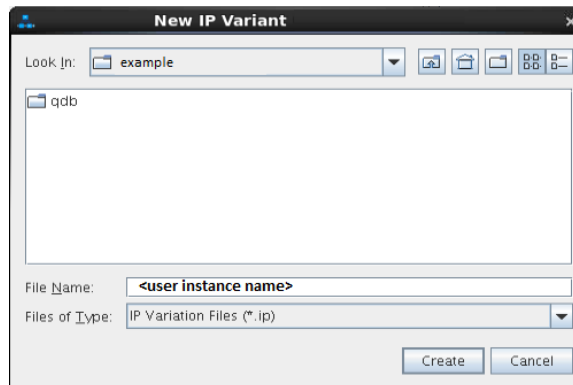 New IP Variant
Look In: example
qdb
File Name: <user instance name>
Files of Type: IP Variation Files (*.ip)
Create Cancel